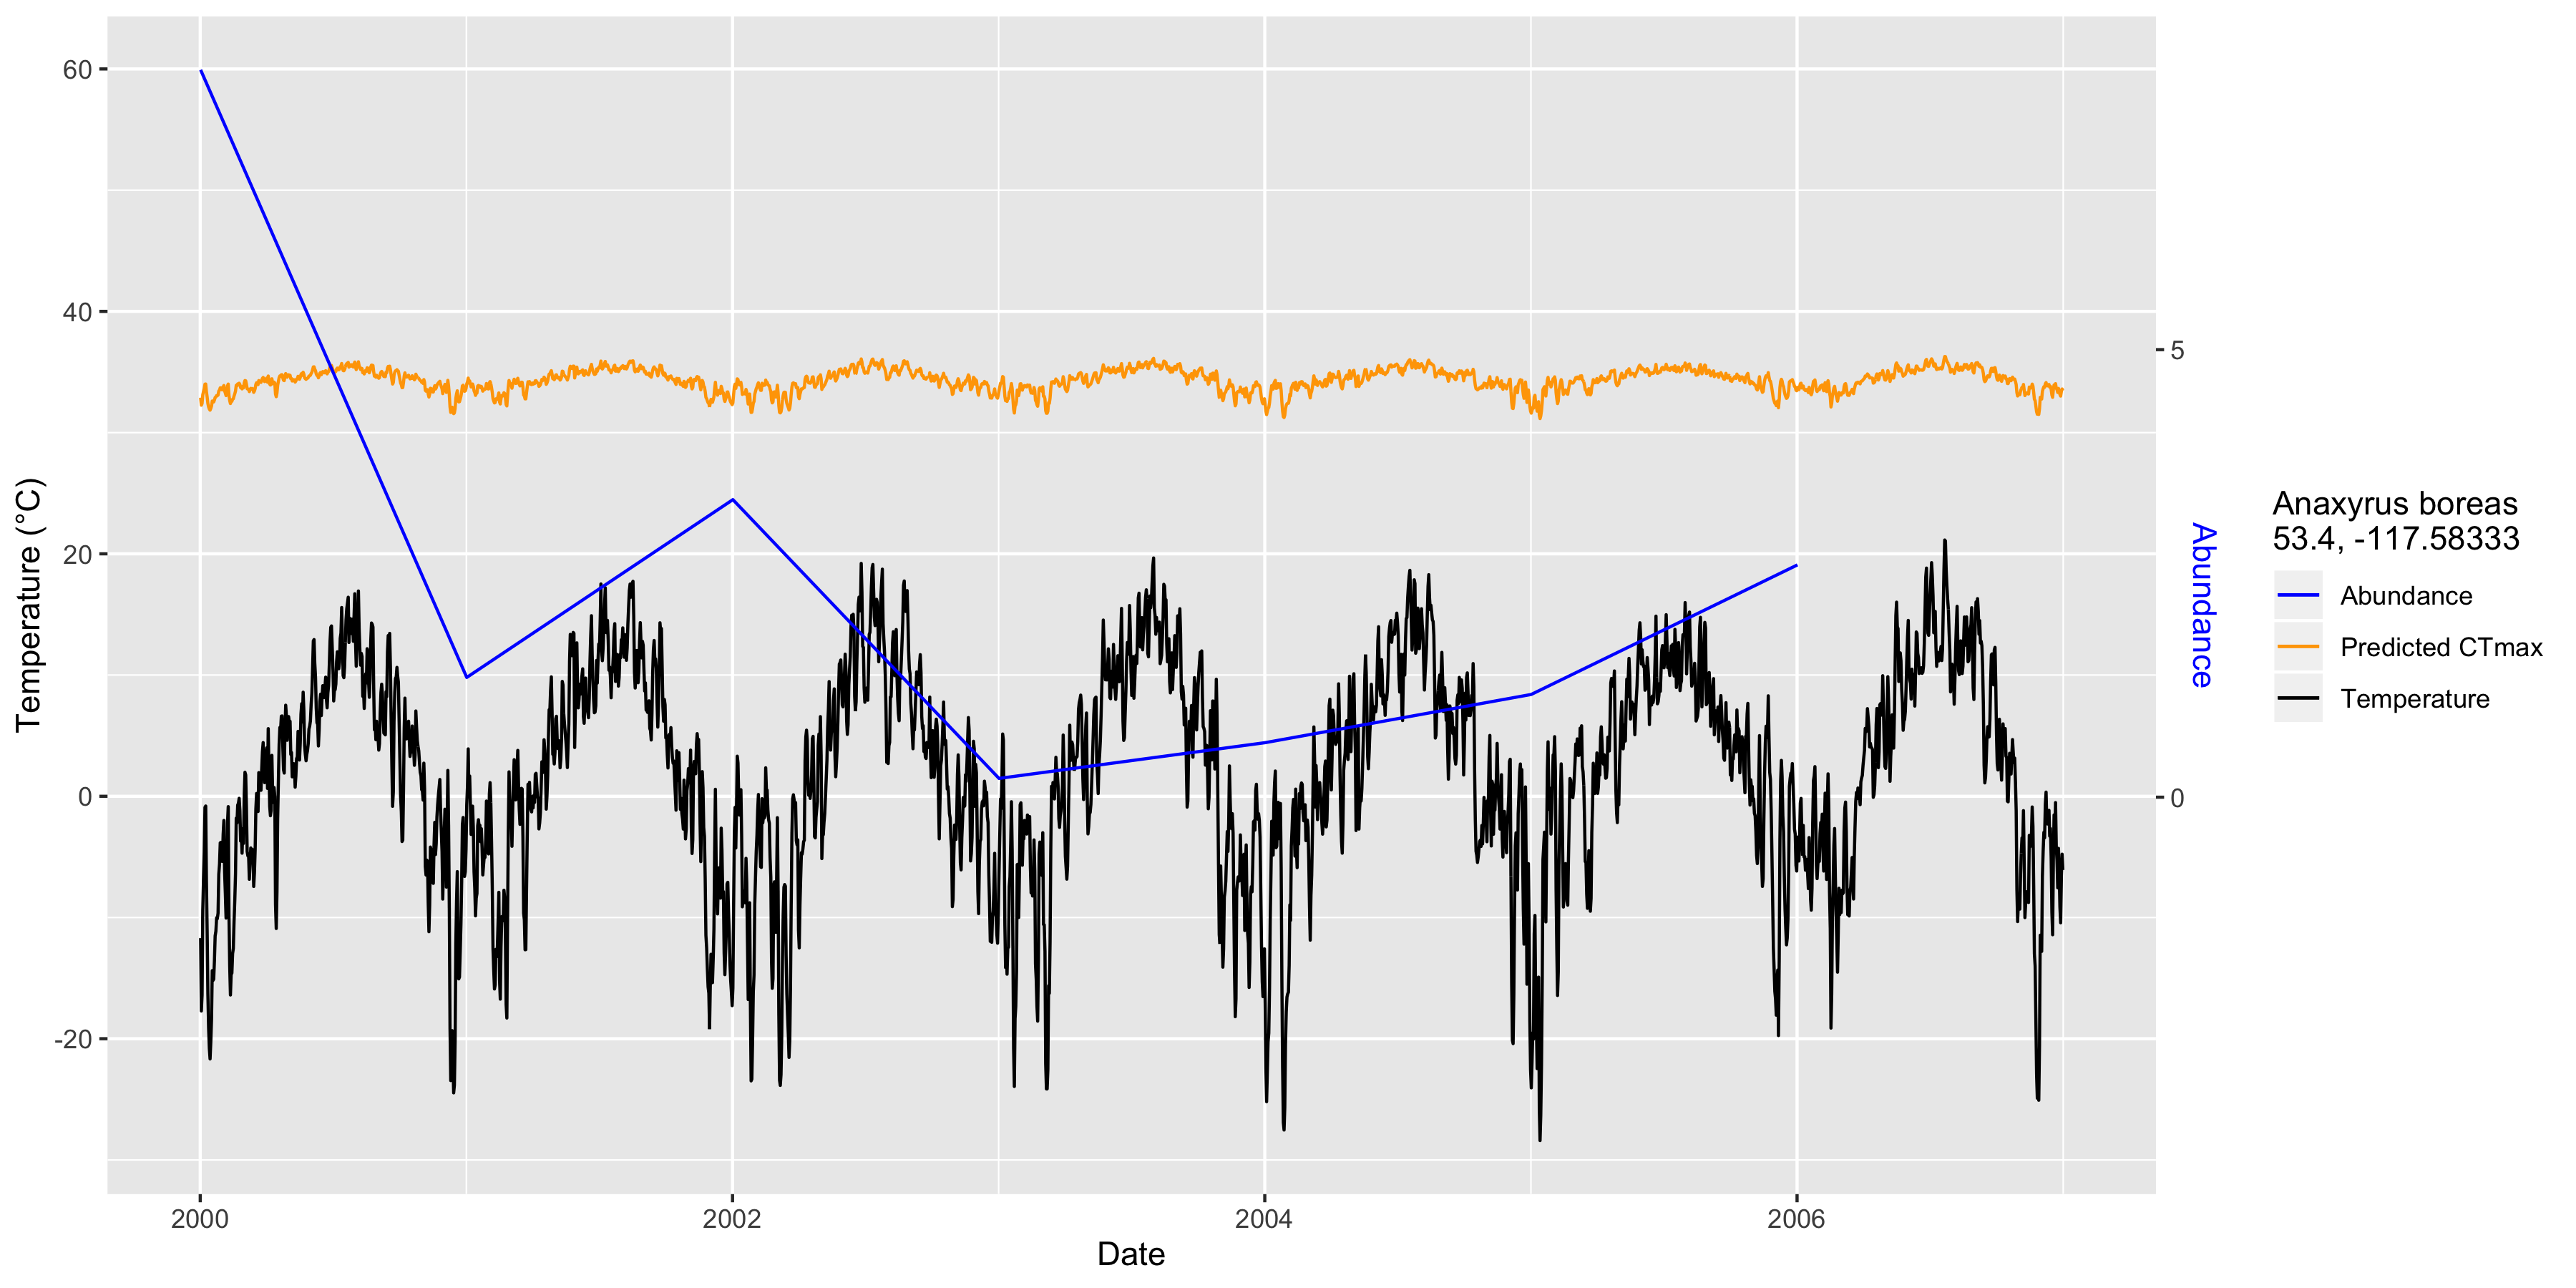 60
40
20
0
-20
Temperature (°C)
2000
2002
2004
2006
Date
5
0
Abundance
Anaxyrus boreas
53.4, -117.58333
Abundance
Predicted CTmax
Temperature